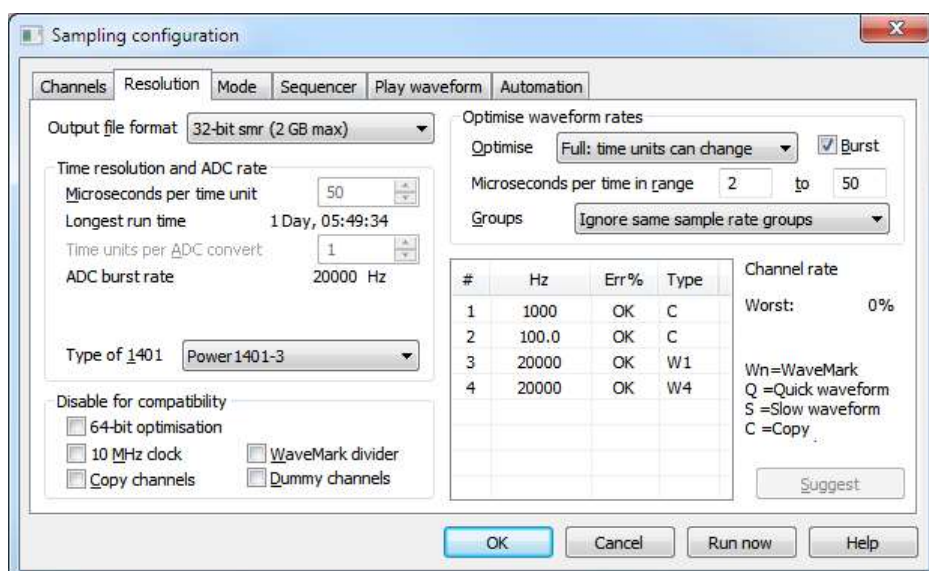 Sampling configuration
Channels Resolution Mode Sequencer Play waveform Automation
Output file format 32-bit smr (2 GB max)
Time resolution and ADC rate
Microseconds per time unit 50
Longest run time 1 Day, 05:49:34
Time units per ADC convert 1
ADC burst rate 20000 Hz
Type of 1401 Power1401-3
Disable for compatibility
64-bit optimisation
10 MHz clock WaveMark divider
Copy channels Dummy channels
Optimise waveform rates
Optimise Full: time units can change Burst
Microseconds per time in range 2 to 50
Groups Ignore same sample rate groups
# Hz Err% Type
1 1000 OK C
2 100.0 OK C
3 20000 OK W1
4 20000 OK W4
Channel rate
Worst: 0%
Wn=WaveMark
Q =Quick waveform
S =Slow waveform
C =Copy
Suggest
OK Cancel Run now Help